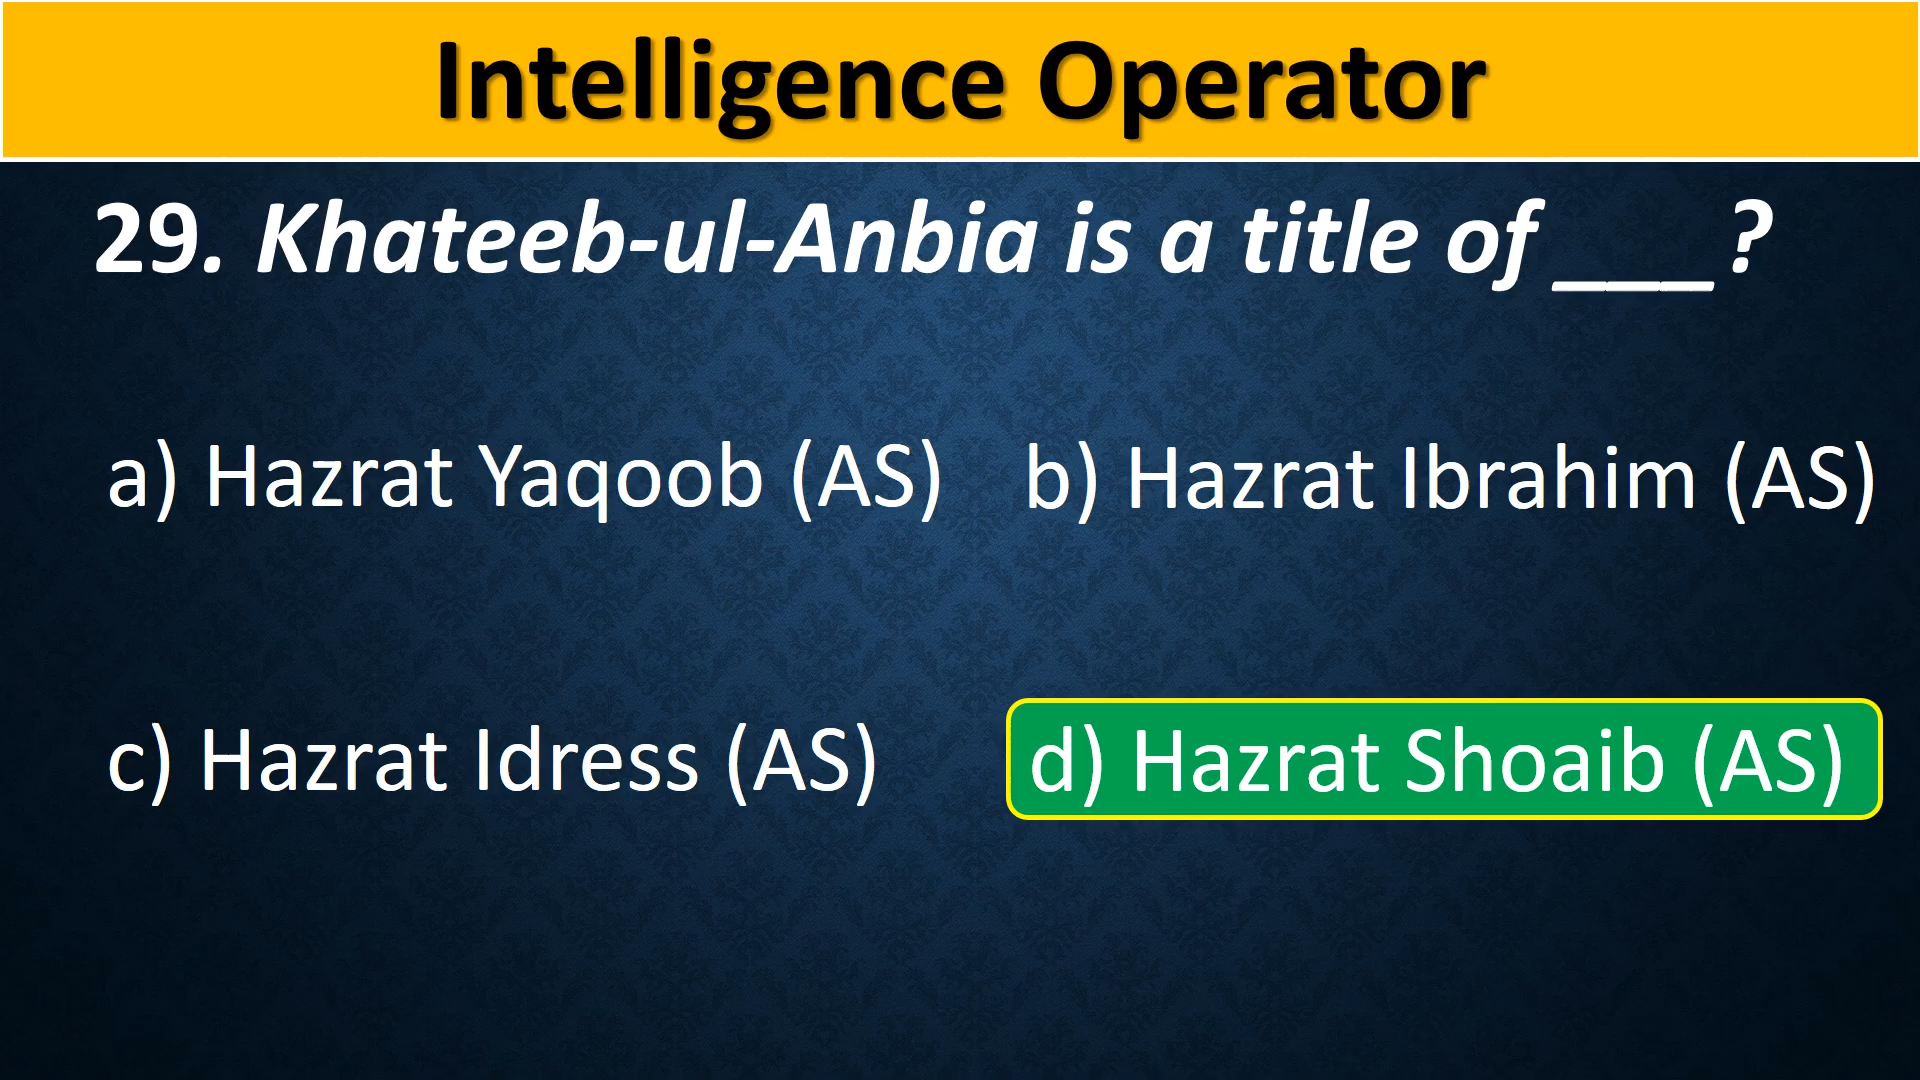 Intelligence Operator
29. Khateeb-ul-Anbia is a title of ___?
a) Hazrat Yaqoob (AS) b) Hazrat Ibrahim (AS)
c) Hazrat Idress (AS) d) Hazrat Shoaib (AS)